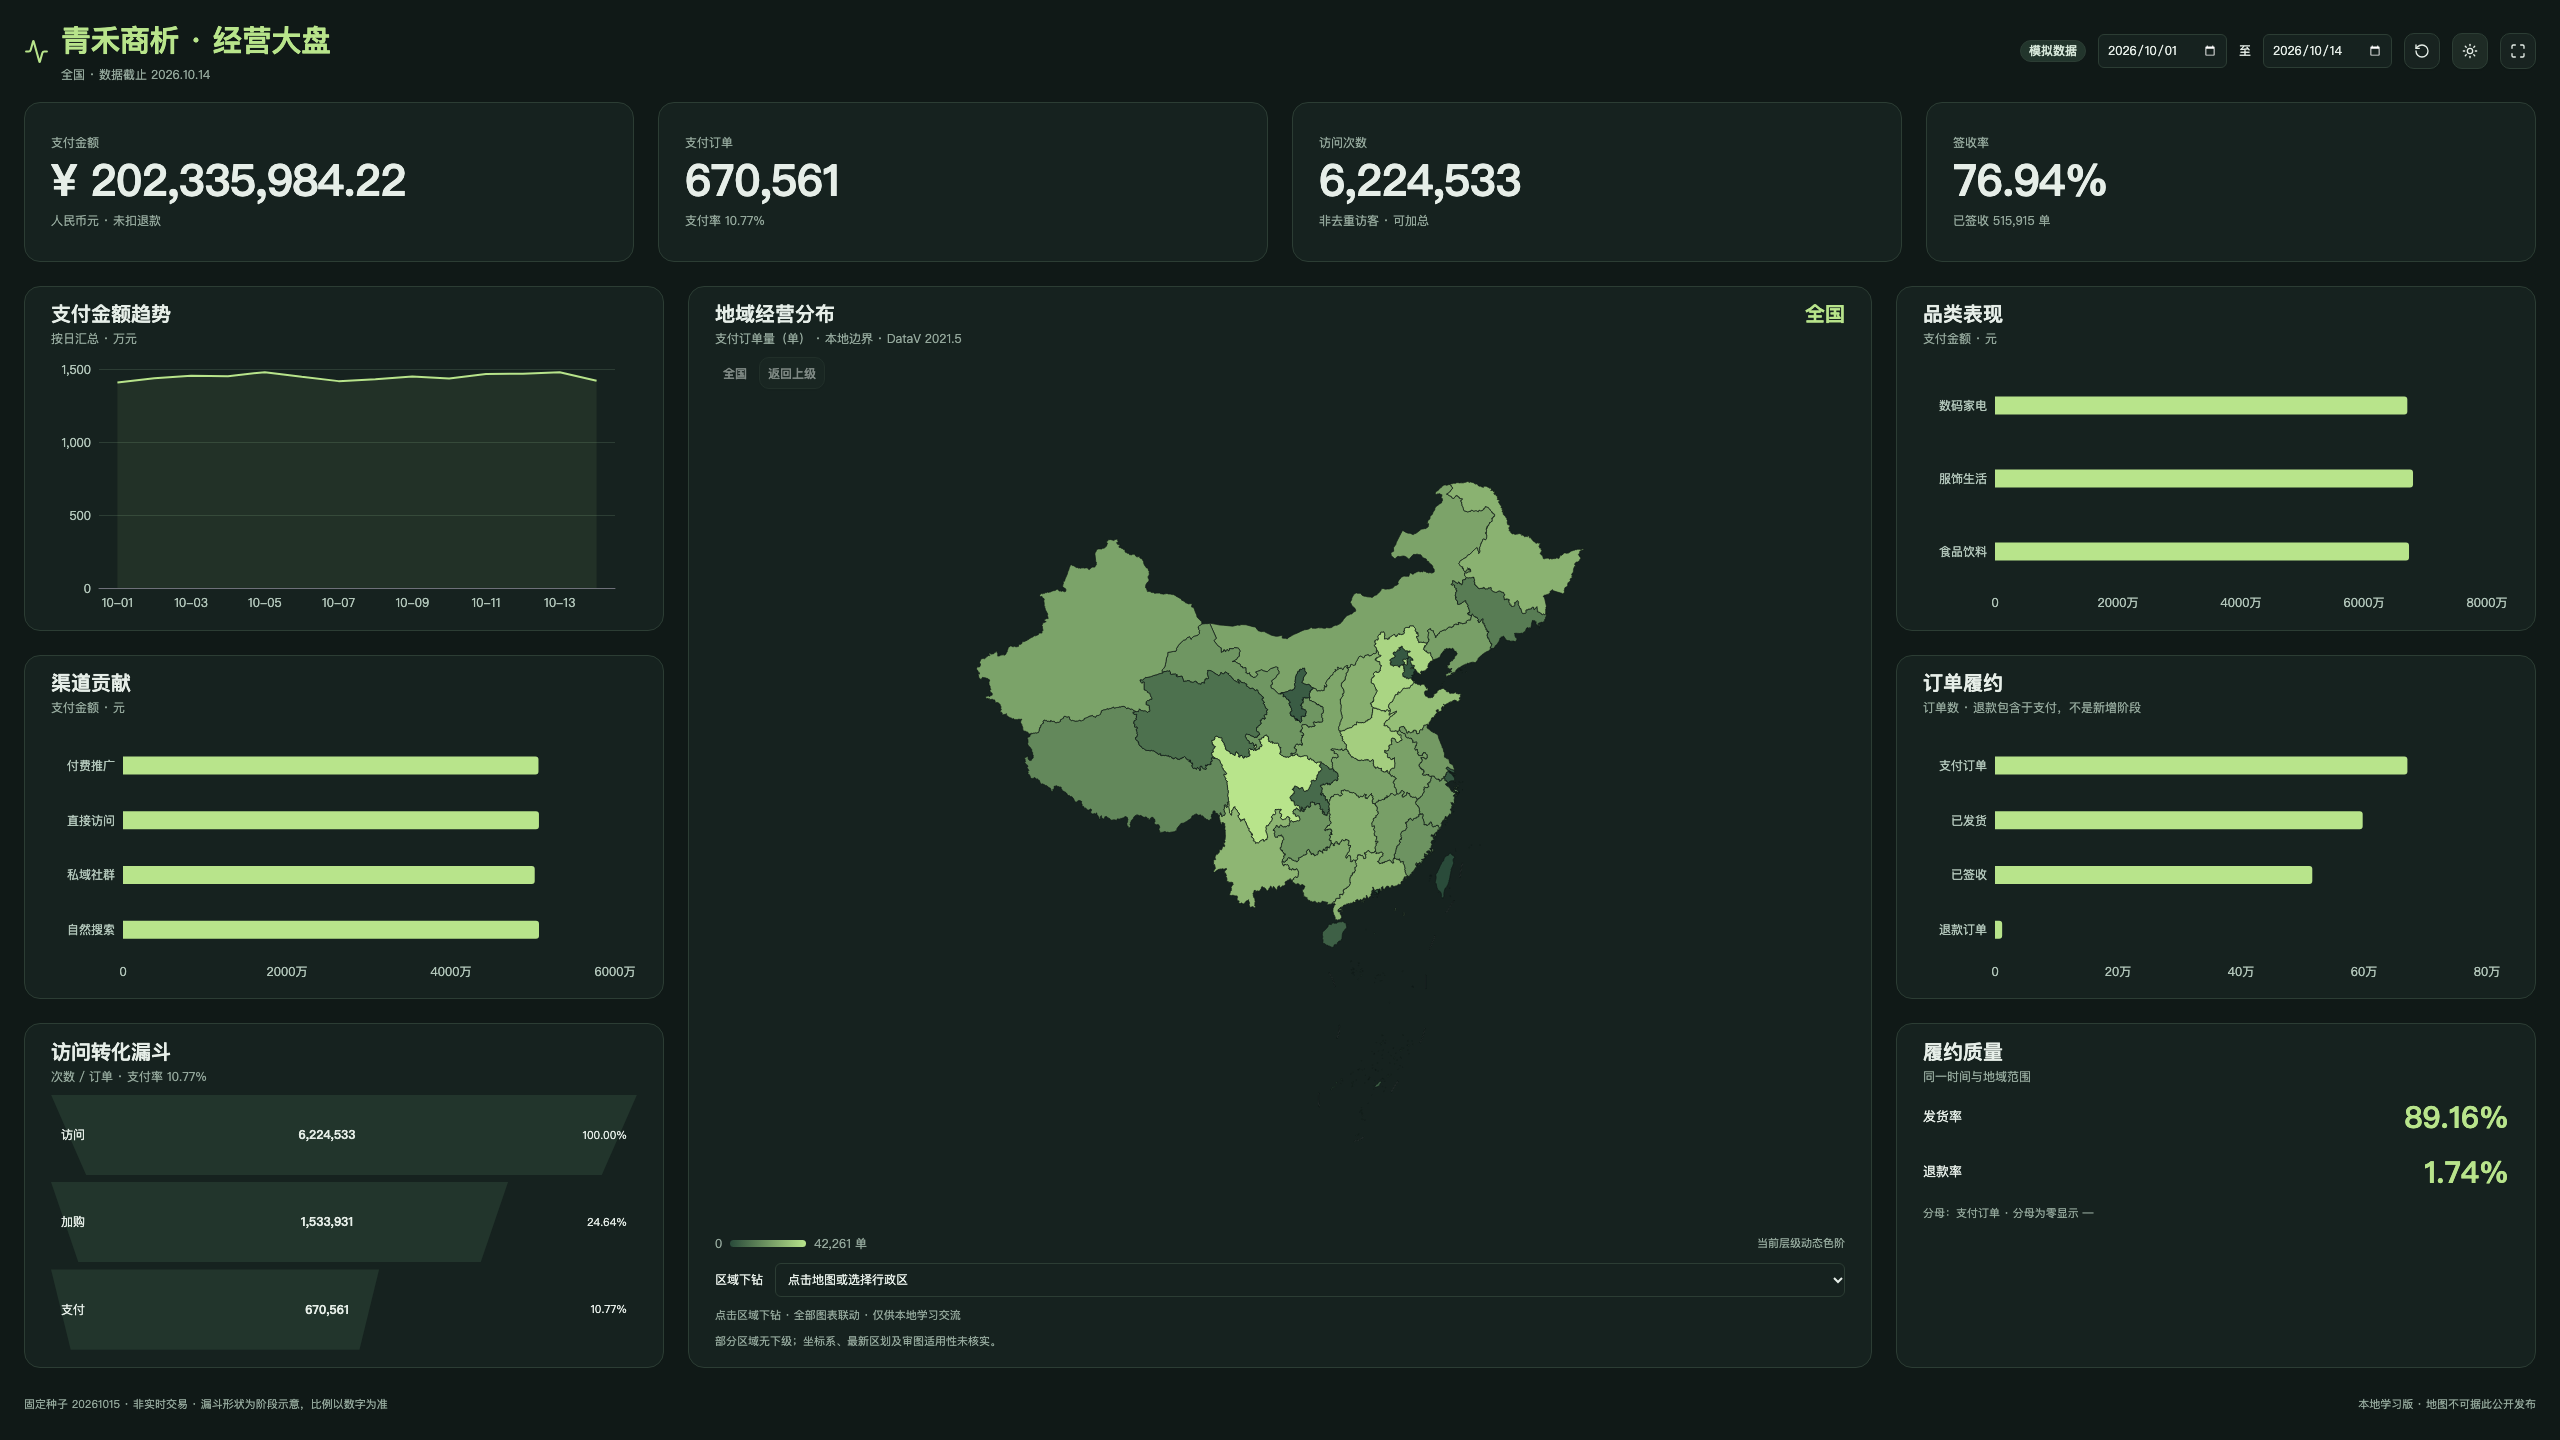 青禾商析 · 经营大盘
全国 · 数据截止 2026.10.14
模拟数据
2026/10/01
至
2026/10/14
支付金额
¥ 202,335,984.22
人民币元 · 未扣退款
支付订单
670,561
支付率 10.77%
访问次数
6,224,533
非去重访客 · 可加总
签收率
76.94%
已签收 515,915 单
支付金额趋势
按日汇总 · 万元
1,500
1,000
500
0
10-01 10-03 10-05 10-07 10-09 10-11 10-13
渠道贡献
支付金额 · 元
付费推广
直接访问
私域社群
自然搜索
0 2000万 4000万 6000万
访问转化漏斗
次数 / 订单 · 支付率 10.77%
访问 6,224,533 100.00%
加购 1,533,931 24.64%
支付 670,561 10.77%
地域经营分布
全国
支付订单量（单） · 本地边界 · DataV 2021.5
全国 返回上级
0 42,261 单
当前层级动态色阶
区域下钻 点击地图或选择行政区
点击区域下钻 · 全部图表联动 · 仅供本地学习交流
部分区域无下级；坐标系、最新区划及审图适用性未核实。
品类表现
支付金额 · 元
数码家电
服饰生活
食品饮料
0 2000万 4000万 6000万 8000万
订单履约
订单数 · 退款包含于支付，不是新增阶段
支付订单
已发货
已签收
退款订单
0 20万 40万 60万 80万
履约质量
同一时间与地域范围
发货率 89.16%
退款率 1.74%
分母：支付订单 · 分母为零显示 —
固定种子 20261015 · 非实时交易 · 漏斗形状为阶段示意，比例以数字为准
本地学习版 · 地图不可据此公开发布